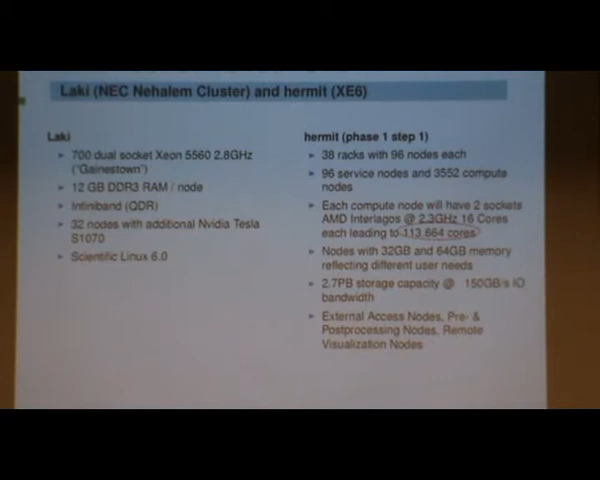 Laki (NEC Nehalem Cluster) and hermit (XE6)
Laki
700 dual socket Xeon 5560 2.8GHz
("Gainestown")
12 GB DDR3 RAM / node
Infiniband (QDR)
32 nodes with additional Nvidia Tesla
S1070
Scientific Linux 6.0
hermit (phase 1 step 1)
38 racks with 96 nodes each
96 service nodes and 3552 compute
nodes
Each compute node will have 2 sockets
AMD Interlagos @ 2.3GHz 16 Cores
each leading to 113.664 cores
Nodes with 32GB and 64GB memory
reflecting different user needs
2.7PB storage capacity @ 150GB/s IO
bandwidth
External Access Nodes, Pre- &
Postprocessing Nodes, Remote
Visualization Nodes